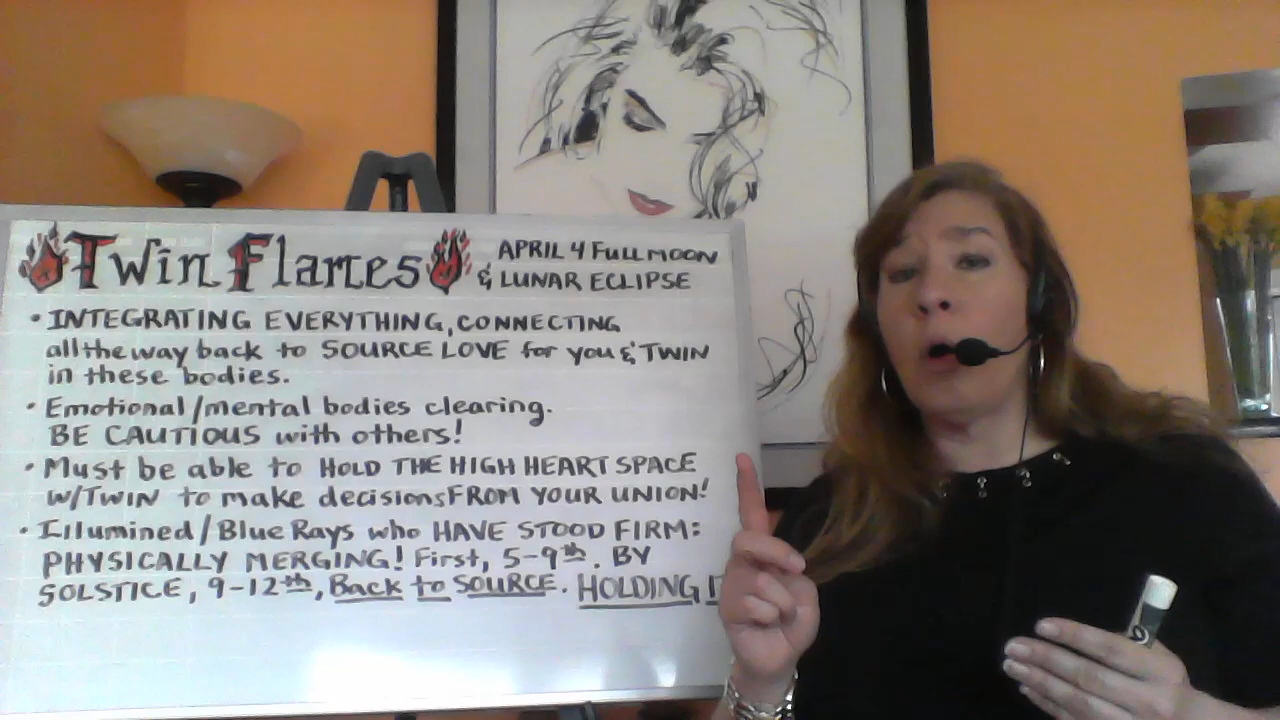 Twin Flames
APRIL 4 FULL MOON
& LUNAR ECLIPSE
• INTEGRATING EVERYTHING, CONNECTING
all the way back to SOURCE LOVE for you & TWIN
in these bodies.
• Emotional/mental bodies clearing.
BE CAUTIOUS with others!
• Must be able to HOLD THE HIGH HEART SPACE
W/TWIN to make decisions FROM YOUR UNION!
• Illumined/Blue Rays who HAVE STOOD FIRM:
PHYSICALLY MERGING! First, 5-9th. BY
SOLSTICE, 9-12th, Back to SOURCE. HOLDING